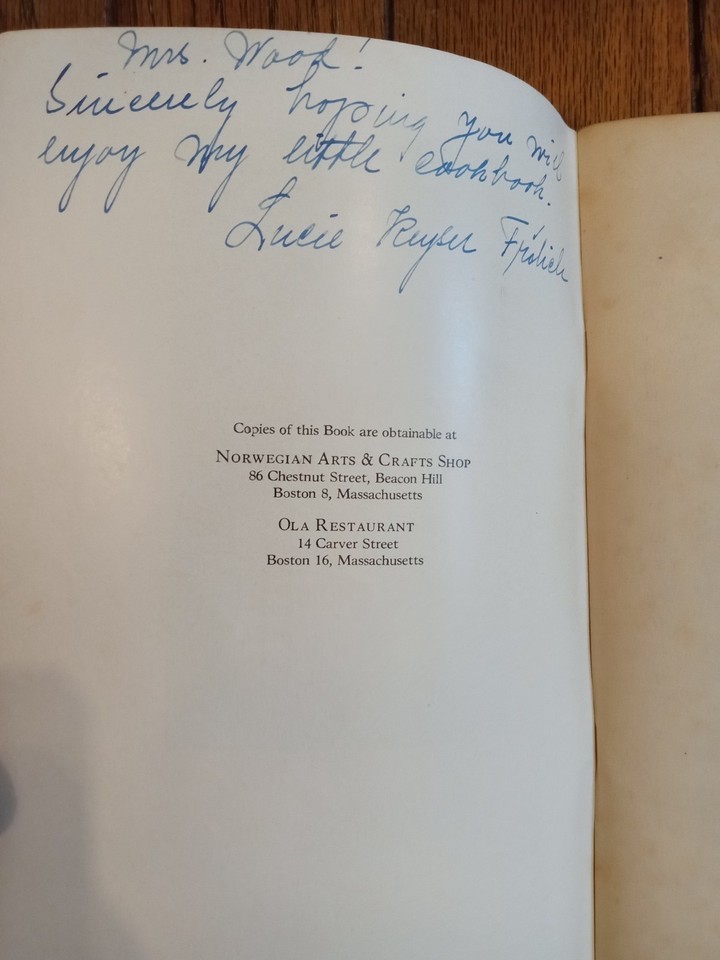 Mrs. Wood!
Sincerely hoping you will
enjoy my little cookbook.
Lucie Keyser Frölich
Copies of this Book are obtainable at
NORWEGIAN ARTS & CRAFTS SHOP
86 Chestnut Street, Beacon Hill
Boston 8, Massachusetts
OLA RESTAURANT
14 Carver Street
Boston 16, Massachusetts